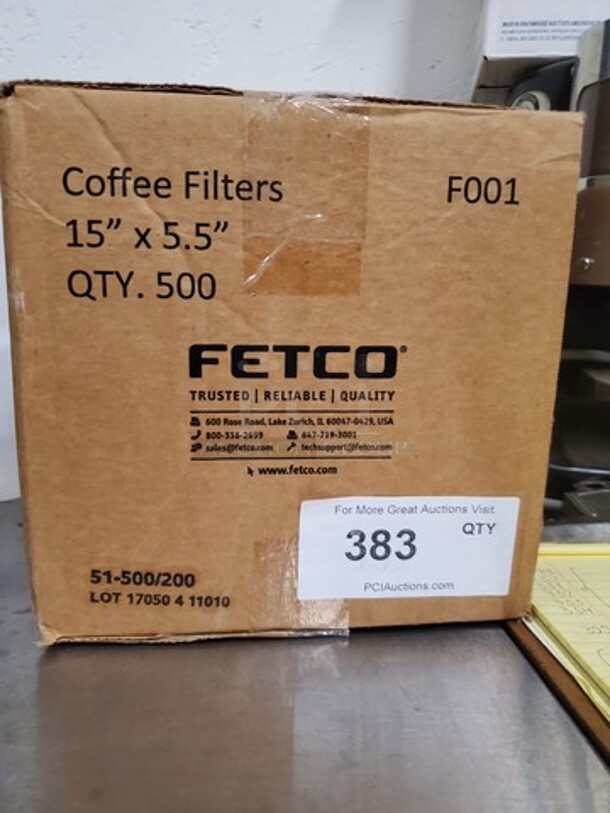 Coffee Filters
F001
15” x 5.5”
QTY. 500
FETCO®
TRUSTED | RELIABLE | QUALITY
600 Rose Road, Lake Zurich, IL 60047-0429, USA
800-338-2699 847-719-3001
sales@fetco.com techsupport@fetco.com
www.fetco.com
For More Great Auctions Visit
383 QTY
PCIAuctions.com
51-500/200
LOT 17050 4 11010